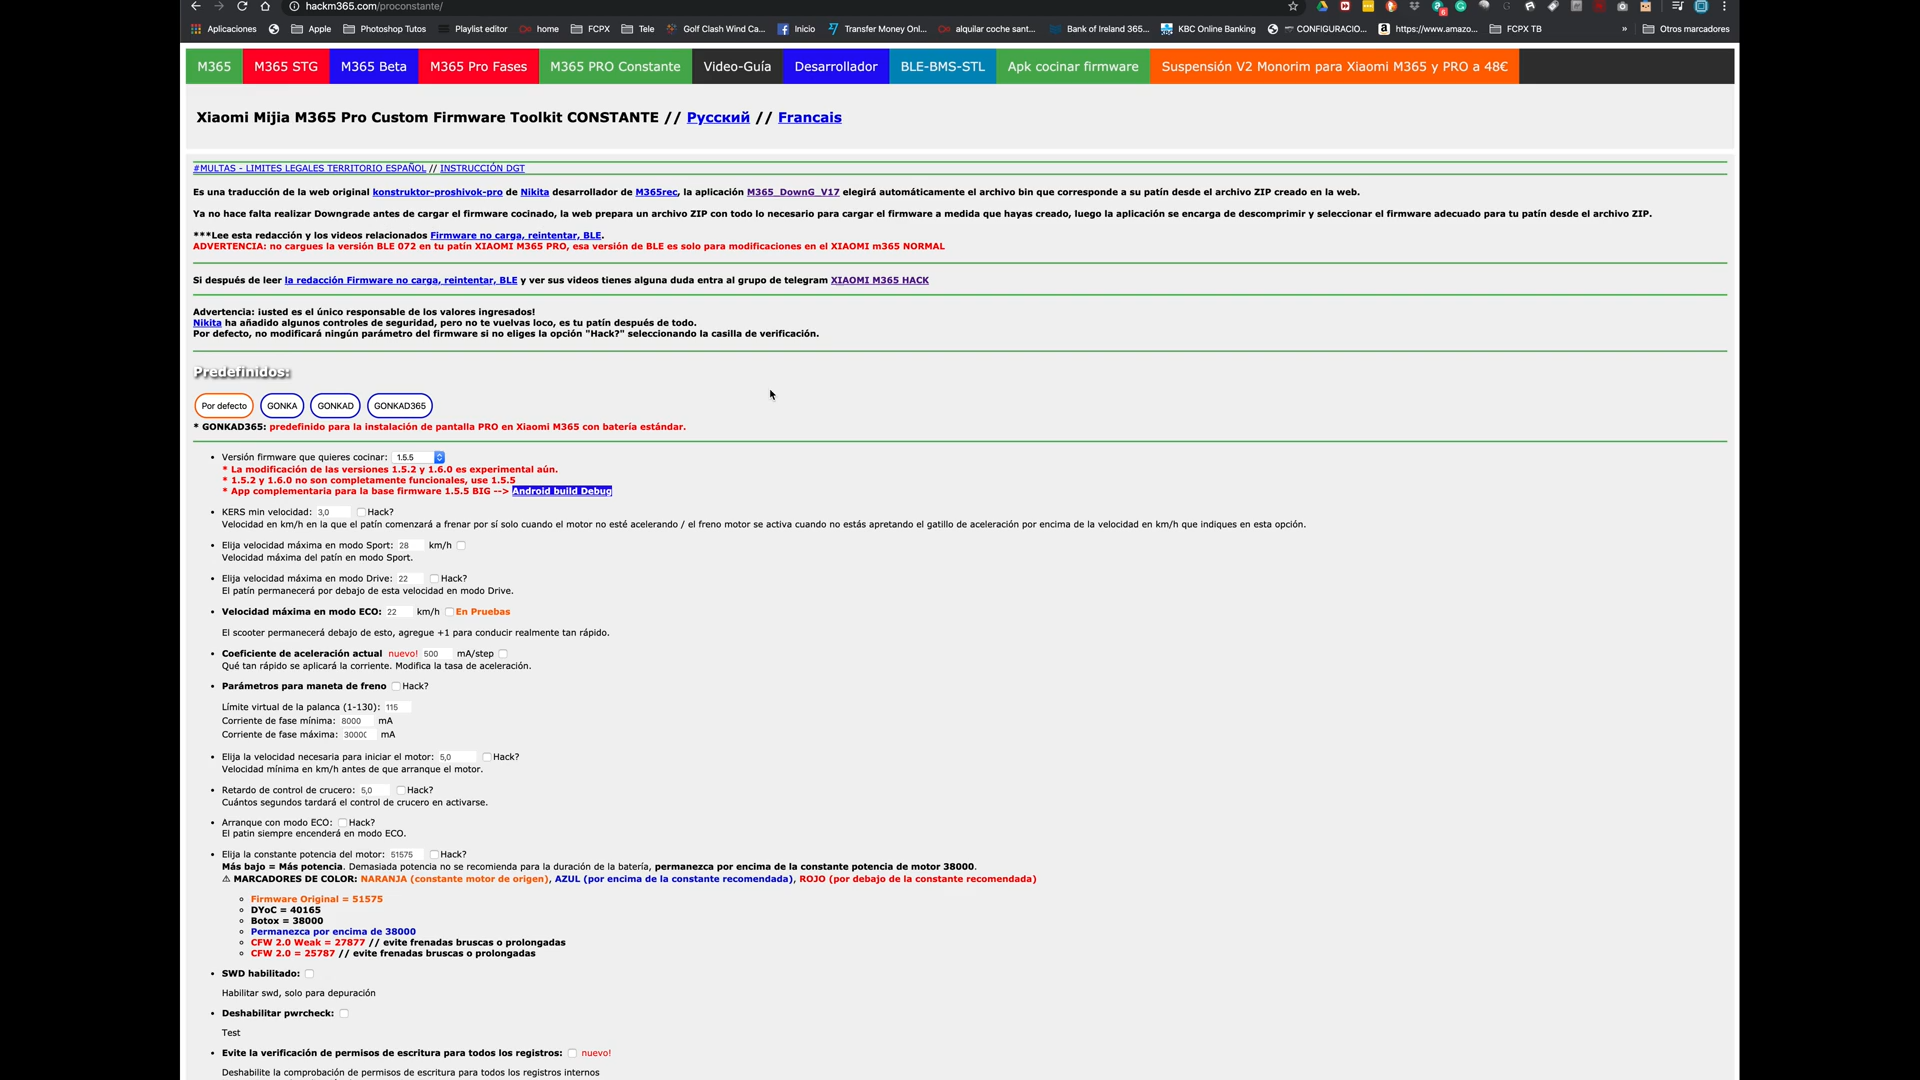 hackm365.com/proconstante/
Aplicaciones Apple Photoshop Tutos Playlist editor home FCPX Tele Golf Clash Wind Ca... Inicio Transfer Money Onl... alquilar coche sant... Bank of Ireland 365... KBC Online Banking CONFIGURACIO... https://www.amazo... FCPX TB » Otros marcadores
M365 M365 STG M365 Beta M365 Pro Fases M365 PRO Constante Video-Guía Desarrollador BLE-BMS-STL Apk cocinar firmware Suspensión V2 Monorim para Xiaomi M365 y PRO a 48€
Xiaomi Mijia M365 Pro Custom Firmware Toolkit CONSTANTE // Русский // Francais
#MULTAS - LIMITES LEGALES TERRITORIO ESPAÑOL // INSTRUCCIÓN DGT
Es una traducción de la web original konstruktor-proshivok-pro de Nikita desarrollador de M365rec, la aplicación M365_DownG_V17 elegirá automáticamente el archivo bin que corresponde a su patín desde el archivo ZIP creado en la web.
Ya no hace falta realizar Downgrade antes de cargar el firmware cocinado, la web prepara un archivo ZIP con todo lo necesario para cargar el firmware a medida que hayas creado, luego la aplicación se encarga de descomprimir y seleccionar el firmware adecuado para tu patín desde el archivo ZIP.
***Lee esta redacción y los videos relacionados Firmware no carga, reintentar, BLE.
ADVERTENCIA: no cargues la versión BLE 072 en tu patín XIAOMI M365 PRO, esa versión de BLE es solo para modificaciones en el XIAOMI m365 NORMAL
Si después de leer la redacción Firmware no carga, reintentar, BLE y ver sus videos tienes alguna duda entra al grupo de telegram XIAOMI M365 HACK
Advertencia: ¡usted es el único responsable de los valores ingresados!
Nikita ha añadido algunos controles de seguridad, pero no te vuelvas loco, es tu patín después de todo.
Por defecto, no modificará ningún parámetro del firmware si no eliges la opción "Hack?" seleccionando la casilla de verificación.
Predefinidos:
Por defecto GONKA GONKAD GONKAD365
* GONKAD365: predefinido para la instalación de pantalla PRO en Xiaomi M365 con batería estándar.
• Versión firmware que quieres cocinar: 1.5.5
* La modificación de las versiones 1.5.2 y 1.6.0 es experimental aún.
* 1.5.2 y 1.6.0 no son completamente funcionales, use 1.5.5
* App complementaria para la base firmware 1.5.5 BIG --> Android build Debug
• KERS min velocidad: 3,0 Hack?
Velocidad en km/h en la que el patín comenzará a frenar por sí solo cuando el motor no esté acelerando / el freno motor se activa cuando no estás apretando el gatillo de aceleración por encima de la velocidad en km/h que indiques en esta opción.
• Elija velocidad máxima en modo Sport: 28 km/h
Velocidad máxima del patín en modo Sport.
• Elija velocidad máxima en modo Drive: 22 Hack?
El patín permanecerá por debajo de esta velocidad en modo Drive.
• Velocidad máxima en modo ECO: 22 km/h En Pruebas
El scooter permanecerá debajo de esto, agregue +1 para conducir realmente tan rápido.
• Coeficiente de aceleración actual nuevo! 500 mA/step
Qué tan rápido se aplicará la corriente. Modifica la tasa de aceleración.
• Parámetros para maneta de freno Hack?
Límite virtual de la palanca (1-130): 115
Corriente de fase mínima: 8000 mA
Corriente de fase máxima: 3000 mA
• Elija la velocidad necesaria para iniciar el motor: 5,0 Hack?
Velocidad mínima en km/h antes de que arranque el motor.
• Retardo de control de crucero: 5,0 Hack?
Cuántos segundos tardará el control de crucero en activarse.
• Arranque con modo ECO: Hack?
El patin siempre encenderá en modo ECO.
• Elija la constante potencia del motor: 51575 Hack?
Más bajo = Más potencia. Demasiada potencia no se recomienda para la duración de la batería, permanezca por encima de la constante potencia de motor 38000.
⚠ MARCADORES DE COLOR: NARANJA (constante motor de origen), AZUL (por encima de la constante recomendada), ROJO (por debajo de la constante recomendada)
Firmware Original = 51575
DYoC = 40165
Botox = 38000
Permanezca por encima de 38000
CFW 2.0 Weak = 27877 // evite frenadas bruscas o prolongadas
CFW 2.0 = 25787 // evite frenadas bruscas o prolongadas
• SWD habilitado:
Habilitar swd, solo para depuración
• Deshabilitar pwrcheck:
Test
• Evite la verificación de permisos de escritura para todos los registros: nuevo!
Deshabilite la comprobación de permisos de escritura para todos los registros internos